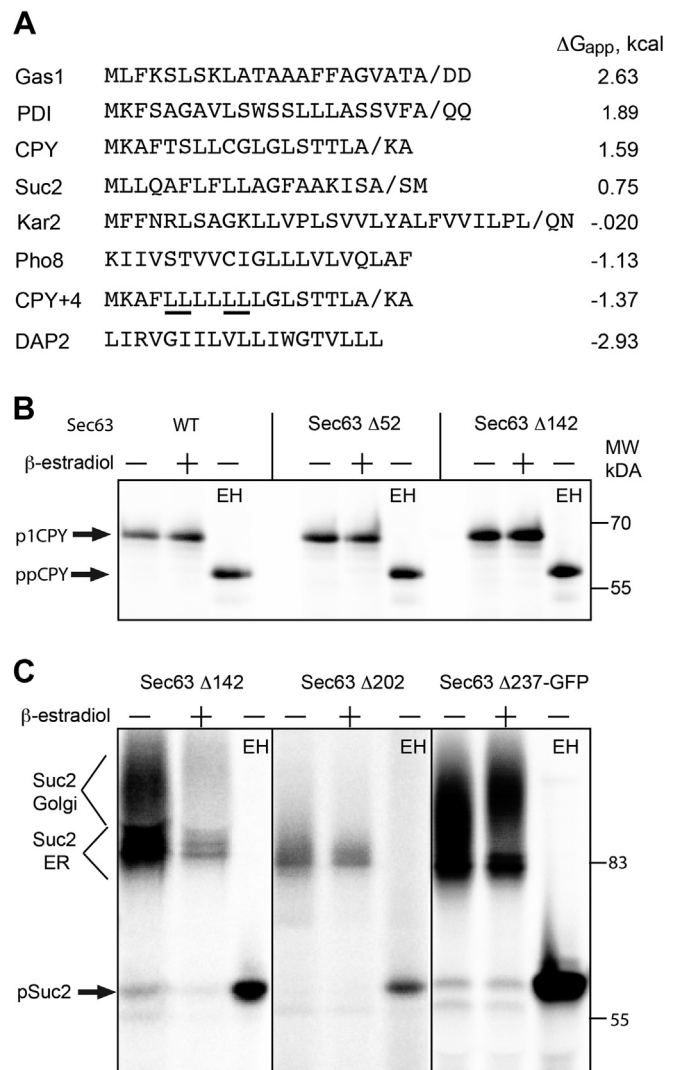 A
ΔGapp, kcal
Gas1 MLFKSLSKLATAAAFFAGVATA/DD 2.63
PDI MKFSAGAVLSWSSLLLASSVFA/QQ 1.89
CPY MKAFTSLLCGLGLSTTLA/KA 1.59
Suc2 MLLQAFLFLLAGFAAKISA/SM 0.75
Kar2 MFFNRLSAGKLLVPLSVVLYALFVVILPL/QN -.020
Pho8 KIIVSTVVCIGLLLVLVQLAF -1.13
CPY+4 MKAFLLLLLLLGLSTTLA/KA -1.37
DAP2 LIRVGIILVLLIWGTVLLL -2.93
B
Sec63 WT Sec63 Δ52 Sec63 Δ142
MW
kDA
β-estradiol — + — — + — — + —
EH EH EH
70
p1CPY
ppCPY
55
C
Sec63 Δ142 Sec63 Δ202 Sec63 Δ237-GFP
β-estradiol — + — — + — — + —
EH EH EH
Suc2
Golgi
Suc2
ER
83
pSuc2
55